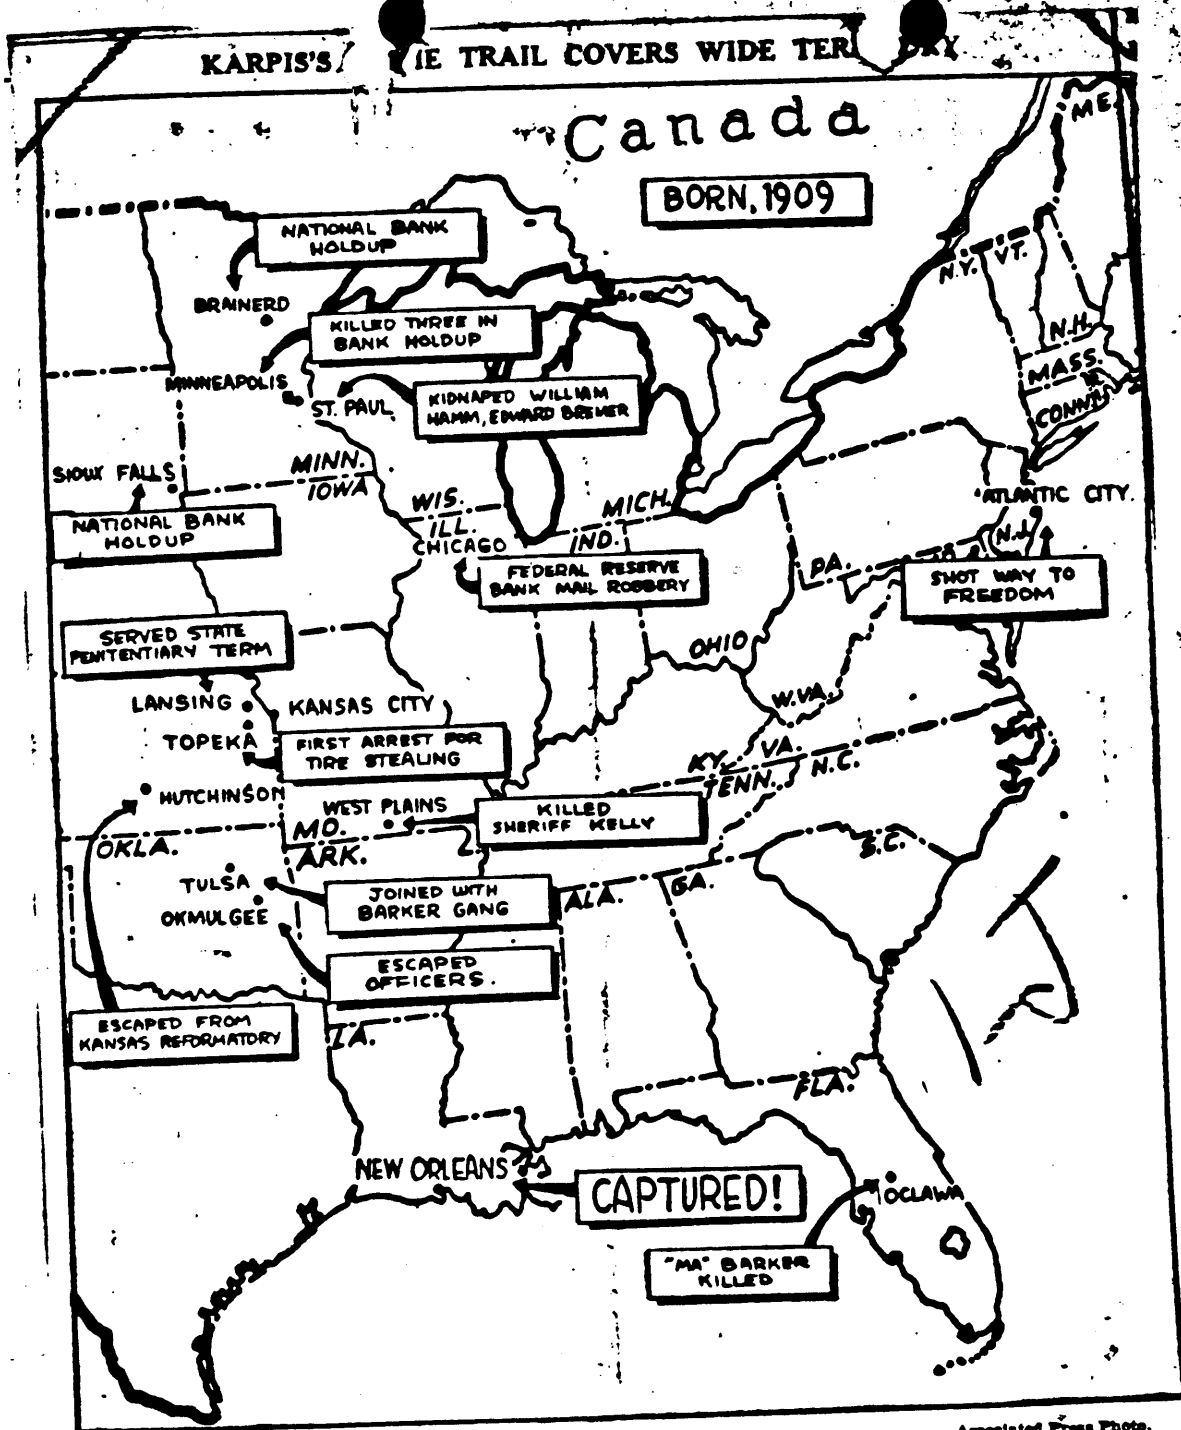 KARPIS'S TRAIL COVERS WIDE
Canada
BORN, 1909
ME.
NATIONAL BANK
HOLDUP
N.Y. VT.
BRAINERD
KILLED THREE IN
BANK HOLDUP
N.H.
MASS.
CONN.
MINNEAPOLIS
ST. PAUL
KIDNAPED WILLIAM
HAMM, EDWARD BREMER
SIOUX FALLS
MINN.
IOWA
WIS.
ILL.
MICH.
IND.
CHICAGO
ATLANTIC CITY.
N.J.
NATIONAL BANK
HOLDUP
FEDERAL RESERVE
BANK MAIL ROBBERY
PA.
SHOT WAY TO
FREEDOM
SERVED STATE
PENITENTIARY TERM
OHIO
W.VA.
LANSING
KANSAS CITY
TOPEKA
FIRST ARREST FOR
TIRE STEALING
KY. VA.
TENN. N.C.
HUTCHINSON
WEST PLAINS
KILLED
SHERIFF KELLY
MO.
ARK.
OKLA.
S.C.
TULSA
OKMULGEE
JOINED WITH
BARKER GANG
ALA. GA.
ESCAPED
OFFICERS.
ESCAPED FROM
KANSAS REFORMATORY
LA.
FLA.
NEW ORLEANS
CAPTURED!
OCLAWA
"MA" BARKER
KILLED
Associated Press Photo.